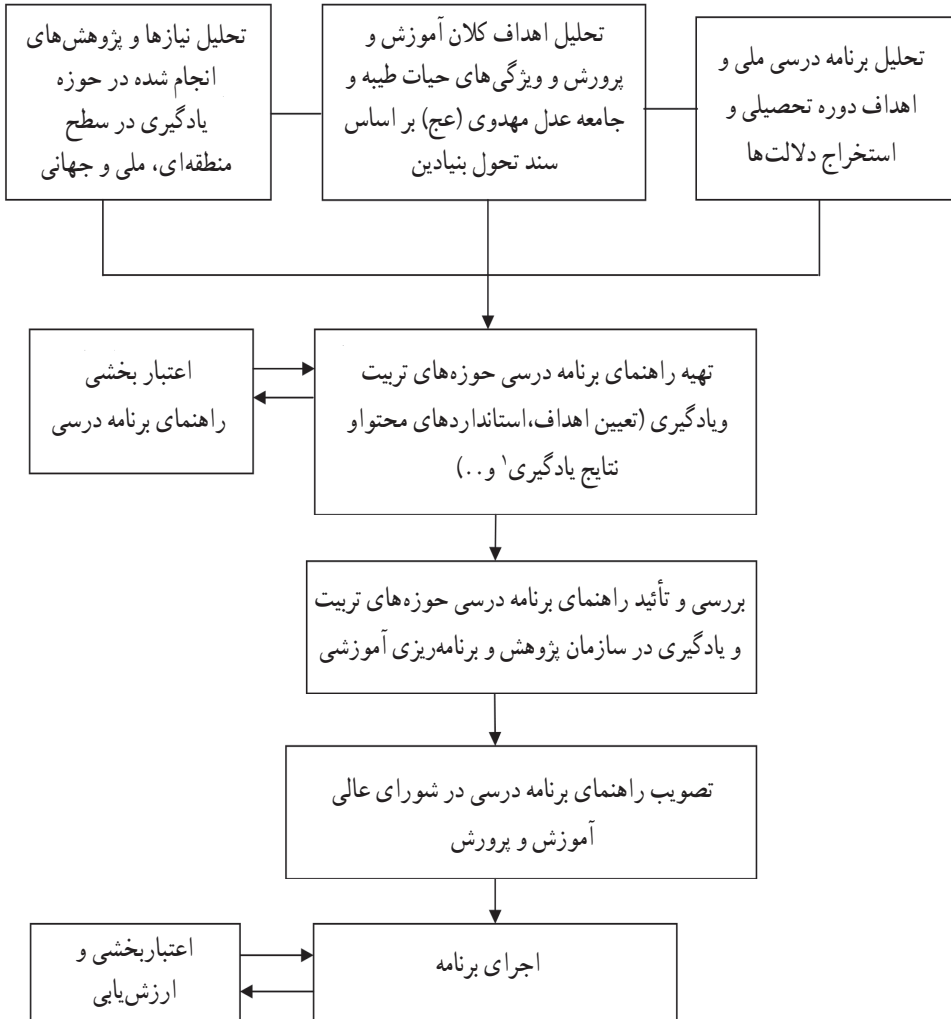 تحلیل برنامه درسی ملی و
اهداف دوره تحصیلی و
استخراج دلالت‌ها
تحلیل اهداف کلان آموزش و
پرورش و ویژگی‌های حیات طیبه و
جامعه عدل مهدوی (عج) بر اساس
سند تحول بنیادین
تحلیل نیازها و پژوهش‌های
انجام شده در حوزه
یادگیری در سطح
منطقه‌ای، ملی و جهانی
تهیه راهنمای برنامه درسی حوزه‌های تربیت
ویادگیری (تعیین اهداف،استانداردهای محتواو
نتایج یادگیری۱ و..)
اعتبار بخشی
راهنمای برنامه درسی
بررسی و تأئید راهنمای برنامه درسی حوزه‌های تربیت
و یادگیری در سازمان پژوهش و برنامه‌ریزی آموزشی
تصویب راهنمای برنامه درسی در شورای عالی
آموزش و پرورش
اجرای برنامه
اعتباربخشی و
ارزش‌یابی